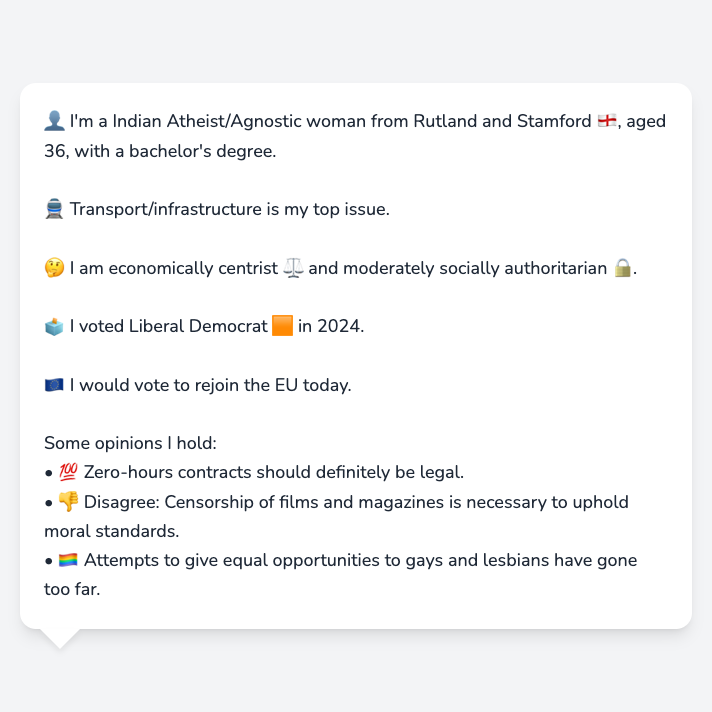 👤 I'm a Indian Atheist/Agnostic woman from Rutland and Stamford 🏴󠁧󠁢󠁥󠁮󠁧󠁿, aged
36, with a bachelor's degree.
🚆 Transport/infrastructure is my top issue.
🤔 I am economically centrist ⚖️ and moderately socially authoritarian 🔒.
🗳️ I voted Liberal Democrat 🟧 in 2024.
🇪🇺 I would vote to rejoin the EU today.
Some opinions I hold:
• 💯 Zero-hours contracts should definitely be legal.
• 👎 Disagree: Censorship of films and magazines is necessary to uphold
moral standards.
• 🏳️‍🌈 Attempts to give equal opportunities to gays and lesbians have gone
too far.